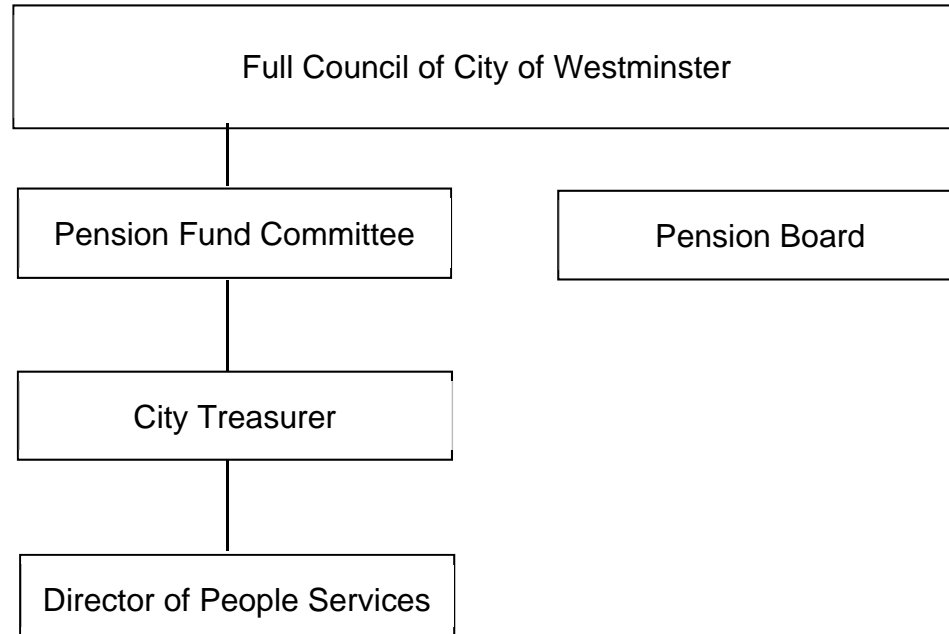 Full Council of City of Westminster
Pension Fund Committee
Pension Board
City Treasurer
Director of People Services